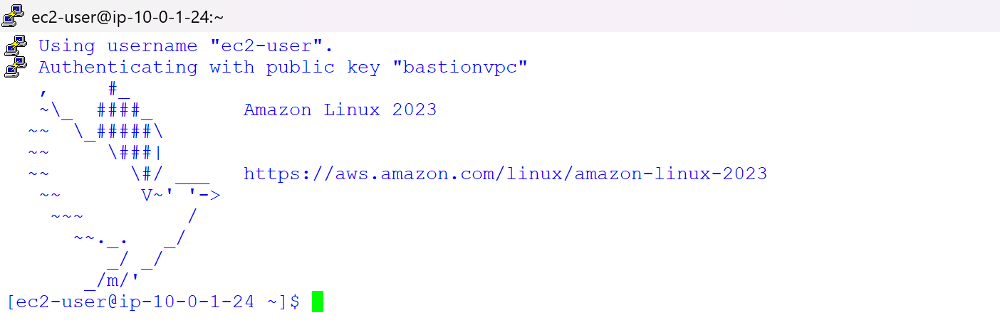 ec2-user@ip-10-0-1-24:~
Using username "ec2-user".
Authenticating with public key "bastionvpc"
   ,     #_
   ~\_  ####_        Amazon Linux 2023
  ~~  \_#####\
  ~~     \###|
  ~~       \#/ ___   https://aws.amazon.com/linux/amazon-linux-2023
   ~~       V~' '->
    ~~~         /
      ~~._.   _/
         _/ _/
       _/m/'
[ec2-user@ip-10-0-1-24 ~]$